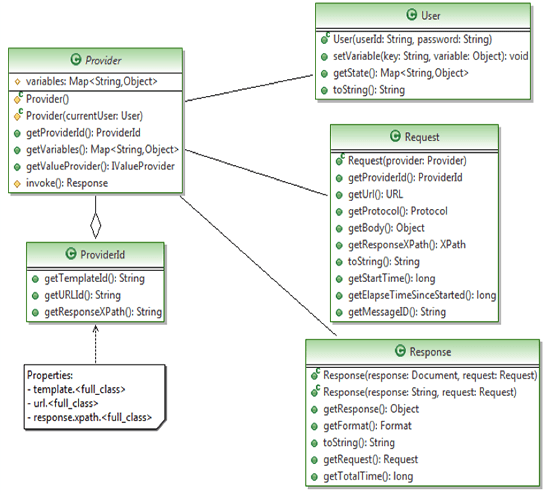 Provider
variables: Map<String,Object>
Provider()
Provider(currentUser: User)
getProviderId(): ProviderId
getVariables(): Map<String,Object>
getValueProvider(): IValueProvider
invoke(): Response
User
User(userId: String, password: String)
setVariable(key: String, variable: Object): void
getState(): Map<String,Object>
toString(): String
Request
Request(provider: Provider)
getProviderId(): ProviderId
getUrl(): URL
getProtocol(): Protocol
getBody(): Object
getResponseXPath(): XPath
toString(): String
getStartTime(): long
getElapseTimeSinceStarted(): long
getMessageID(): String
ProviderId
getTemplateId(): String
getURLId(): String
getResponseXPath(): String
Properties:
- template.<full_class>
- url.<full_class>
- response.xpath.<full_class>
Response
Response(response: Document, request: Request)
Response(response: String, request: Request)
getResponse(): Object
getFormat(): Format
toString(): String
getRequest(): Request
getTotalTime(): long